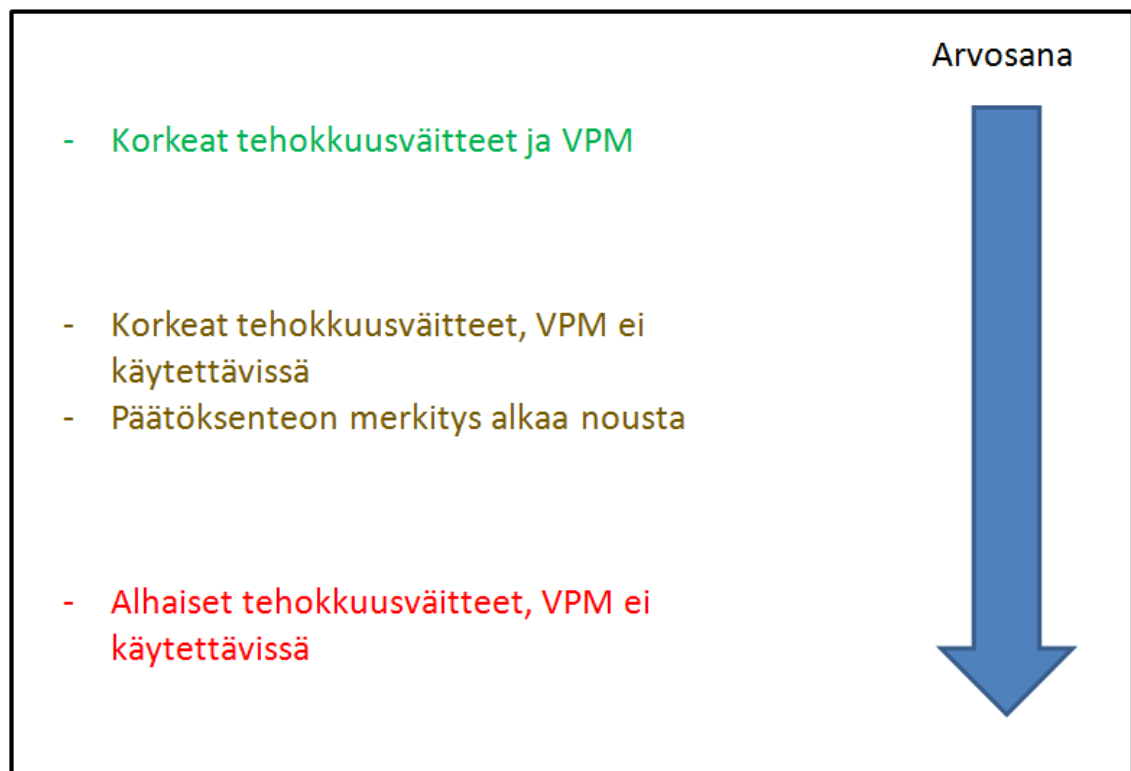 Arvosana
- Korkeat tehokkuusväitteet ja VPM
- Korkeat tehokkuusväitteet, VPM ei
käytettävissä
- Päätöksenteon merkitys alkaa nousta
- Alhaiset tehokkuusväitteet, VPM ei
käytettävissä